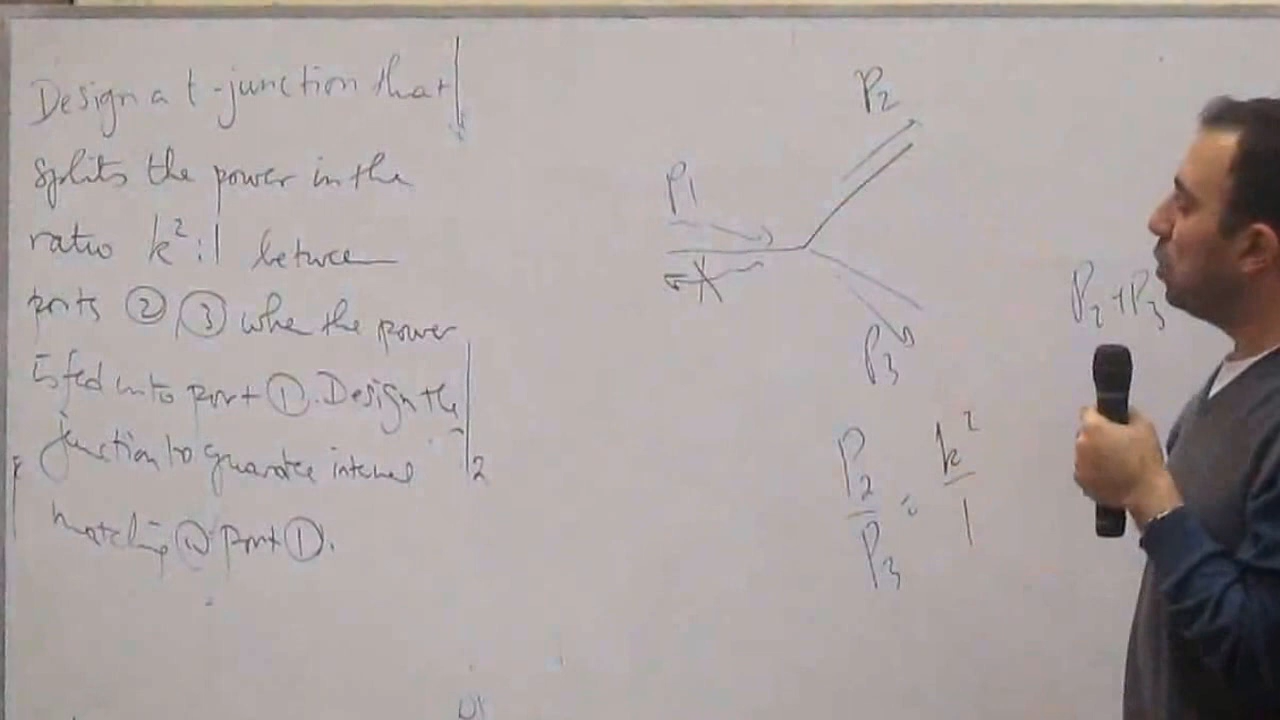 Design a t-junction that
splits the power in the
ratio k²:1 between
ports ② ③ whe the power
is fed into port ①. Design the
junction to guarantee internal
matching @ port ①.
2
P2
P1
P3
P2 + P3
P2/P3 = k²/1